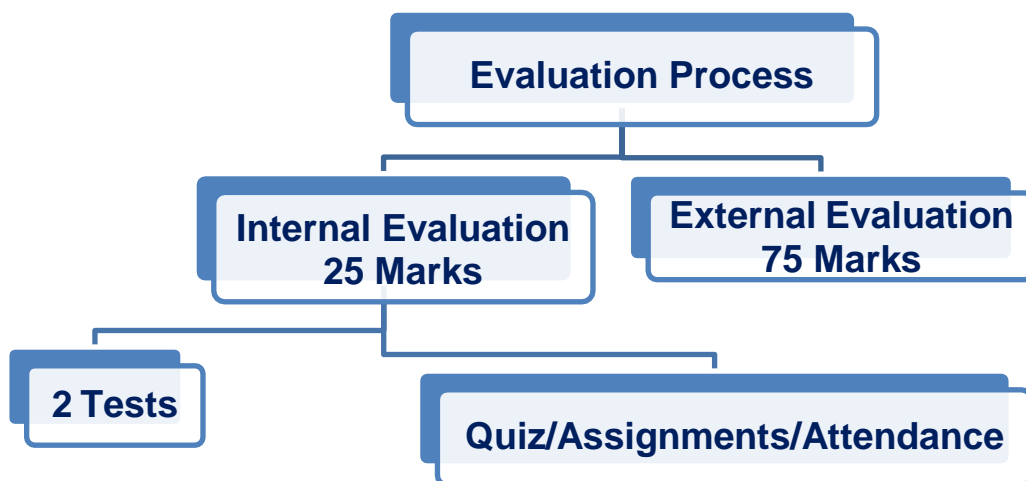 Evaluation Process
Internal Evaluation
25 Marks
External Evaluation
75 Marks
2 Tests
Quiz/Assignments/Attendance